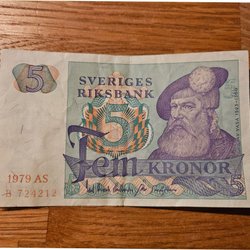 5
SVERIGES
RIKSBANK
5
Fem KRONOR
1979 AS
B 724212
5